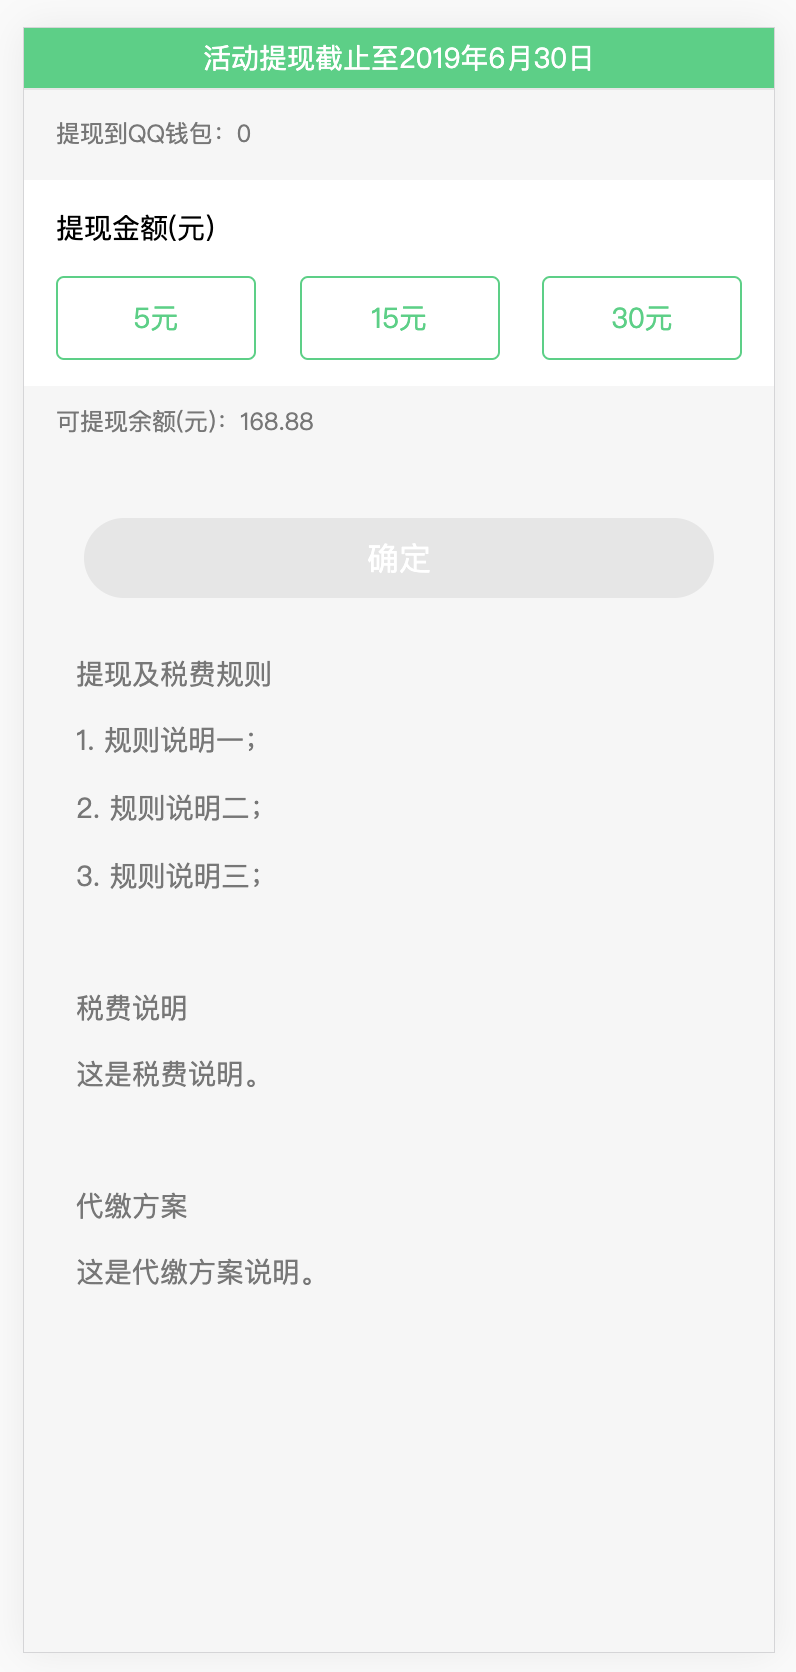 活动提现截止至2019年6月30日
提现到QQ钱包：0
提现金额(元)
5元 15元 30元
可提现余额(元)：168.88
确定
提现及税费规则
1. 规则说明一；
2. 规则说明二；
3. 规则说明三；
税费说明
这是税费说明。
代缴方案
这是代缴方案说明。